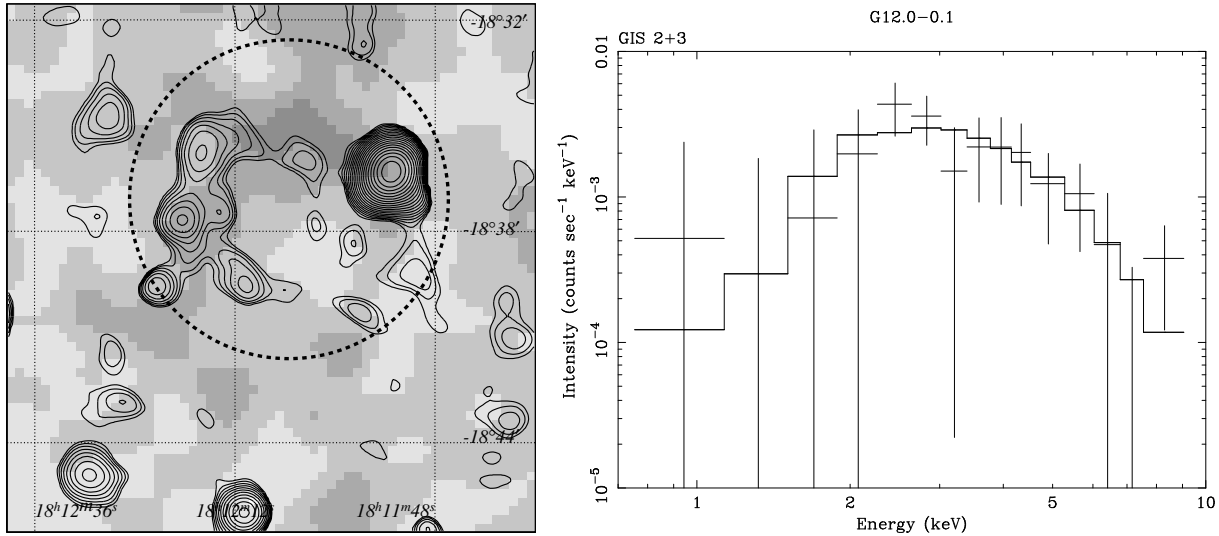 -18°32′
-18°38′
-18°44′
18ʰ12ᵐ36ˢ
18ʰ12ᵐ12ˢ
18ʰ11ᵐ48ˢ
G12.0−0.1
GIS 2+3
Intensity (counts sec⁻¹ keV⁻¹)
0.01
10⁻³
10⁻⁴
10⁻⁵
1
2
5
10
Energy (keV)